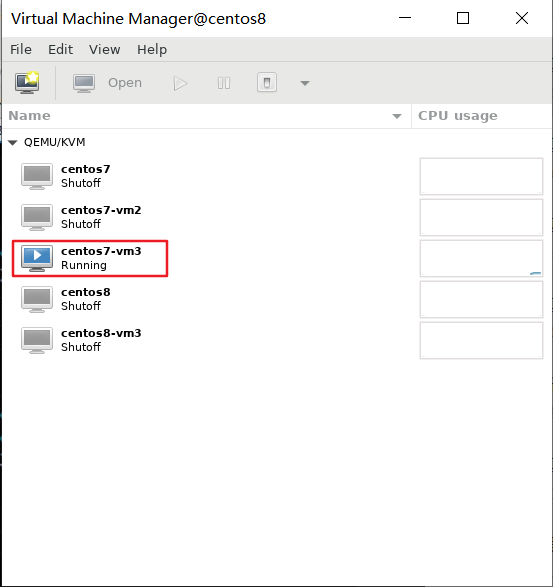 Virtual Machine Manager@centos8
File Edit View Help
Open
Name CPU usage
QEMU/KVM
centos7
Shutoff
centos7-vm2
Shutoff
centos7-vm3
Running
centos8
Shutoff
centos8-vm3
Shutoff